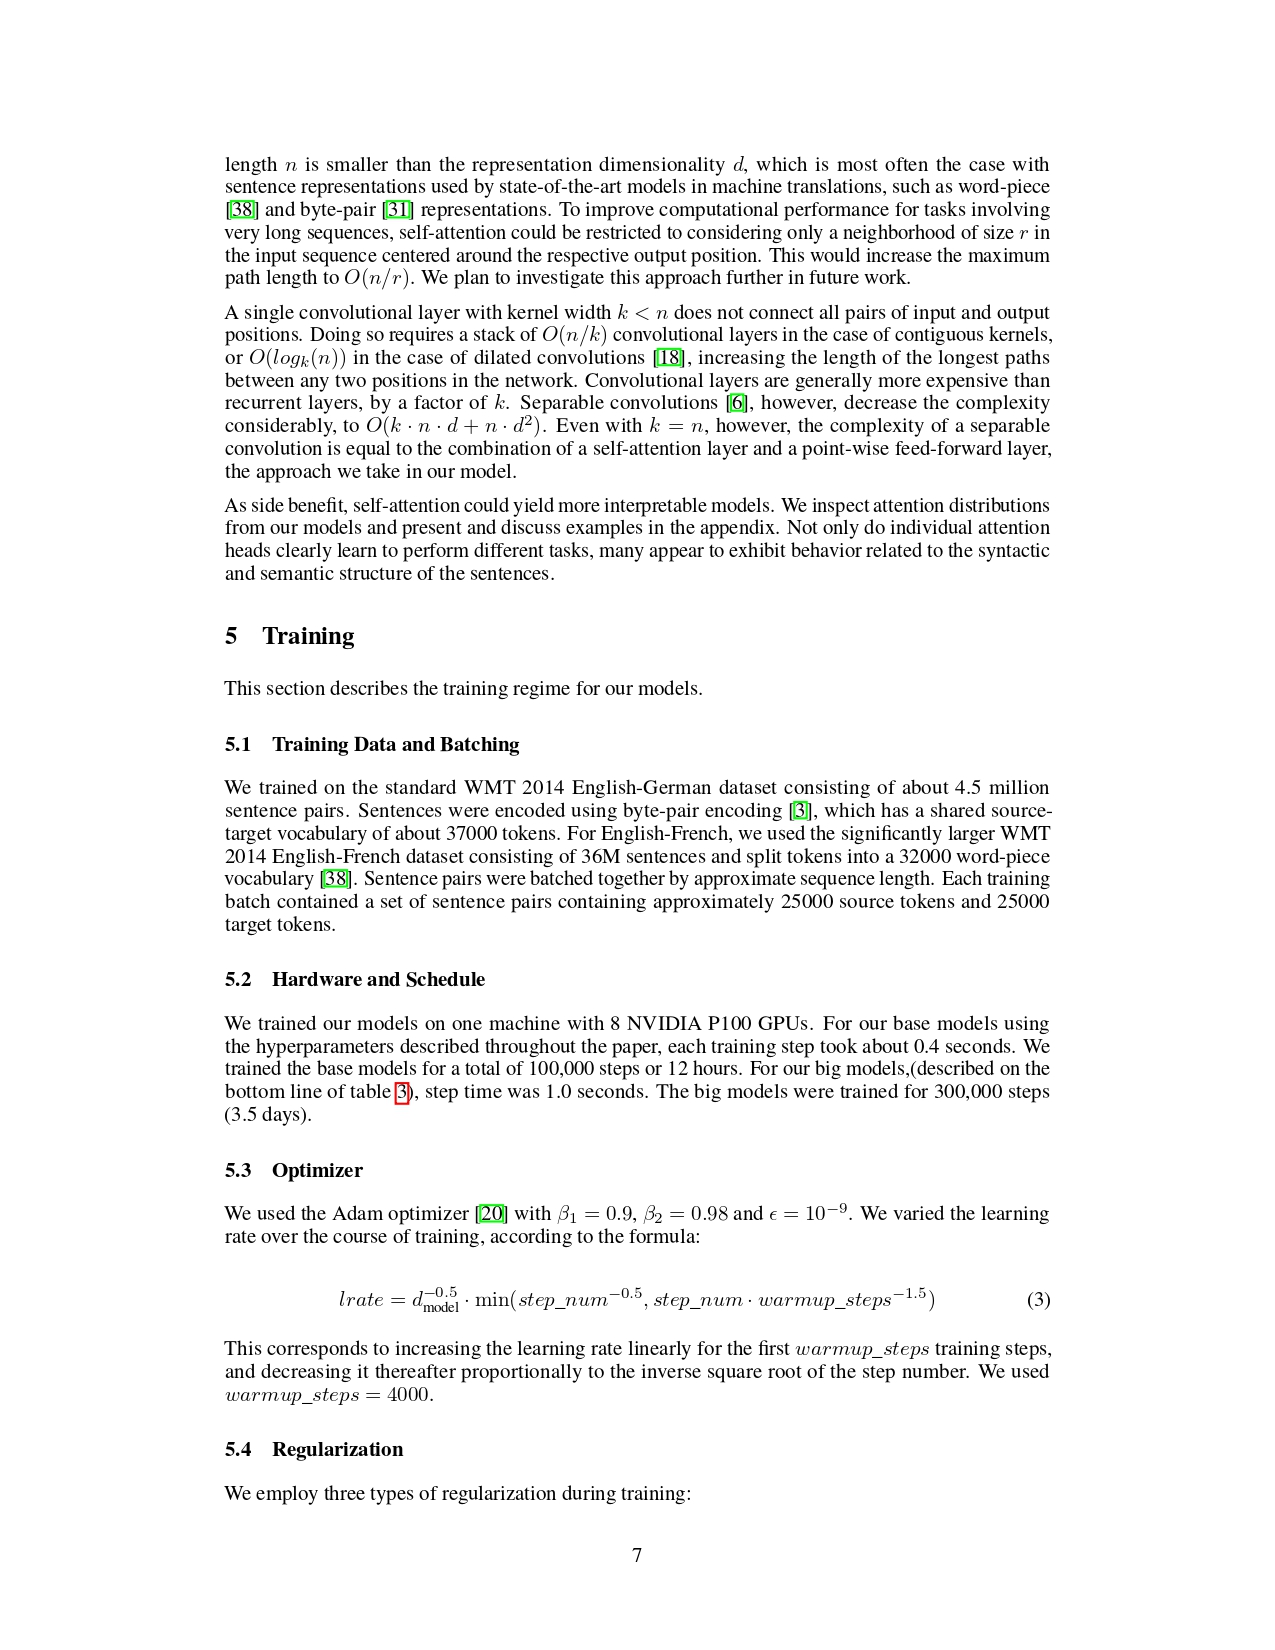 length n is smaller than the representation dimensionality d, which is most often the case with
sentence representations used by state-of-the-art models in machine translations, such as word-piece
[38] and byte-pair [31] representations. To improve computational performance for tasks involving
very long sequences, self-attention could be restricted to considering only a neighborhood of size r in
the input sequence centered around the respective output position. This would increase the maximum
path length to O(n/r). We plan to investigate this approach further in future work.
A single convolutional layer with kernel width k < n does not connect all pairs of input and output
positions. Doing so requires a stack of O(n/k) convolutional layers in the case of contiguous kernels,
or O(logₖ(n)) in the case of dilated convolutions [18], increasing the length of the longest paths
between any two positions in the network. Convolutional layers are generally more expensive than
recurrent layers, by a factor of k. Separable convolutions [6], however, decrease the complexity
considerably, to O(k · n · d + n · d²). Even with k = n, however, the complexity of a separable
convolution is equal to the combination of a self-attention layer and a point-wise feed-forward layer,
the approach we take in our model.
As side benefit, self-attention could yield more interpretable models. We inspect attention distributions
from our models and present and discuss examples in the appendix. Not only do individual attention
heads clearly learn to perform different tasks, many appear to exhibit behavior related to the syntactic
and semantic structure of the sentences.
5 Training
This section describes the training regime for our models.
5.1 Training Data and Batching
We trained on the standard WMT 2014 English-German dataset consisting of about 4.5 million
sentence pairs. Sentences were encoded using byte-pair encoding [3], which has a shared source-
target vocabulary of about 37000 tokens. For English-French, we used the significantly larger WMT
2014 English-French dataset consisting of 36M sentences and split tokens into a 32000 word-piece
vocabulary [38]. Sentence pairs were batched together by approximate sequence length. Each training
batch contained a set of sentence pairs containing approximately 25000 source tokens and 25000
target tokens.
5.2 Hardware and Schedule
We trained our models on one machine with 8 NVIDIA P100 GPUs. For our base models using
the hyperparameters described throughout the paper, each training step took about 0.4 seconds. We
trained the base models for a total of 100,000 steps or 12 hours. For our big models,(described on the
bottom line of table 3), step time was 1.0 seconds. The big models were trained for 300,000 steps
(3.5 days).
5.3 Optimizer
We used the Adam optimizer [20] with β₁ = 0.9, β₂ = 0.98 and ϵ = 10⁻⁹. We varied the learning
rate over the course of training, according to the formula:
lrate = d_model^−0.5 · min(step_num^−0.5, step_num · warmup_steps^−1.5) (3)
This corresponds to increasing the learning rate linearly for the first warmup_steps training steps,
and decreasing it thereafter proportionally to the inverse square root of the step number. We used
warmup_steps = 4000.
5.4 Regularization
We employ three types of regularization during training:
7